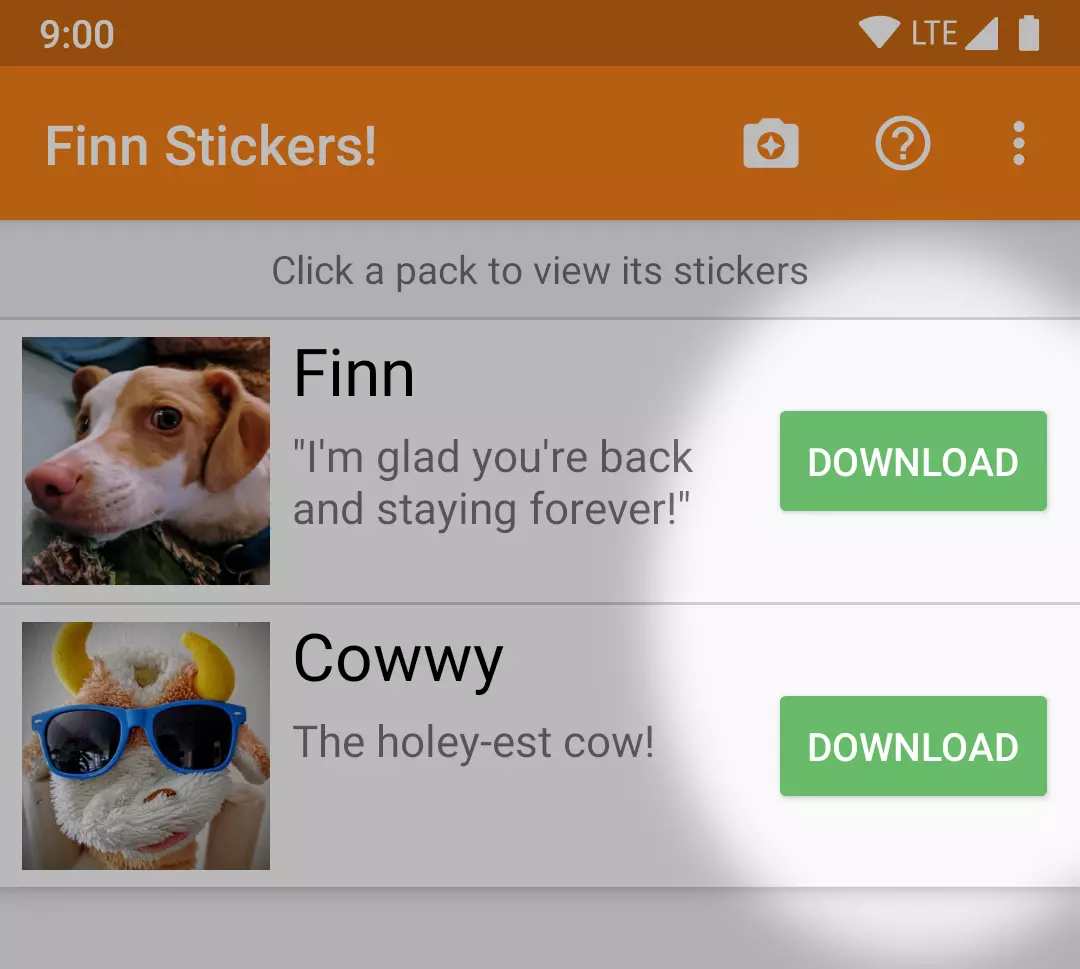 9:00 LTE
Finn Stickers!
Click a pack to view its stickers
Finn
"I'm glad you're back
and staying forever!"
DOWNLOAD
Cowwy
The holey-est cow!
DOWNLOAD